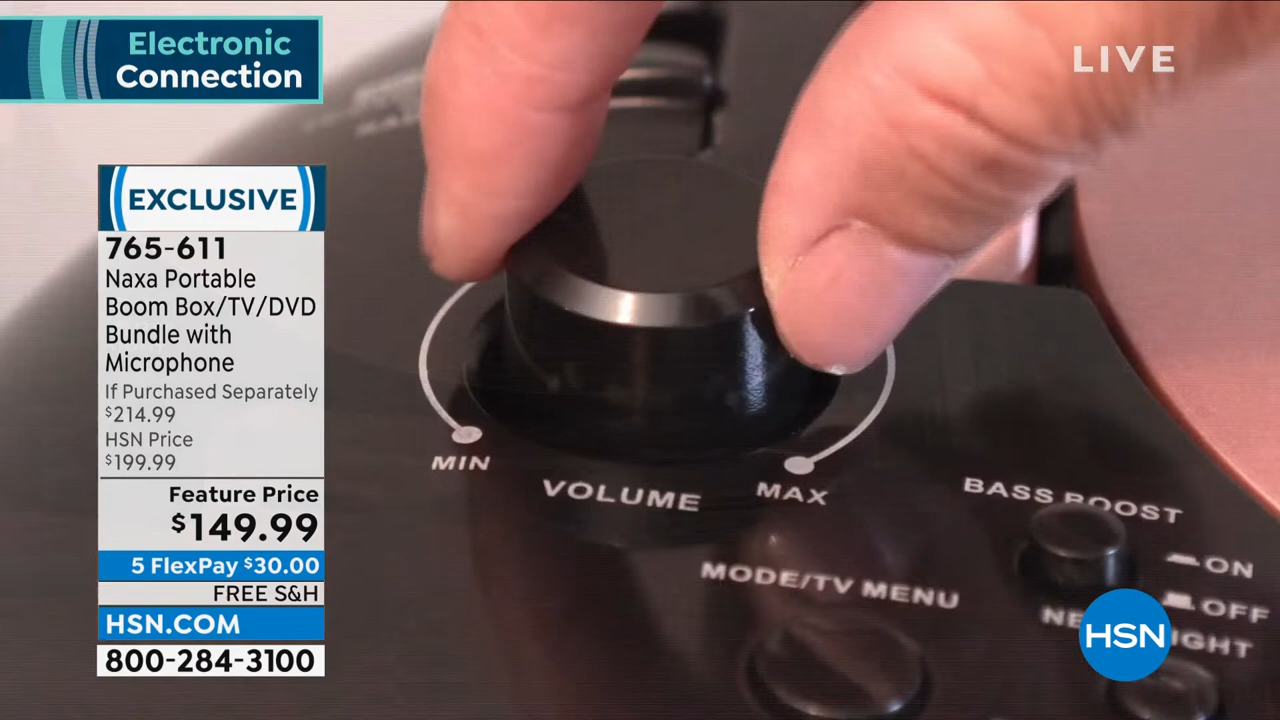 Electronic
Connection
LIVE
EXCLUSIVE
765-611
Naxa Portable
Boom Box/TV/DVD
Bundle with
Microphone
If Purchased Separately
$214.99
HSN Price
$199.99
Feature Price
$149.99
5 FlexPay $30.00
FREE S&H
HSN.COM
800-284-3100
MIN
VOLUME
MAX
BASS BOOST
ON
OFF
MODE/TV MENU
HSN